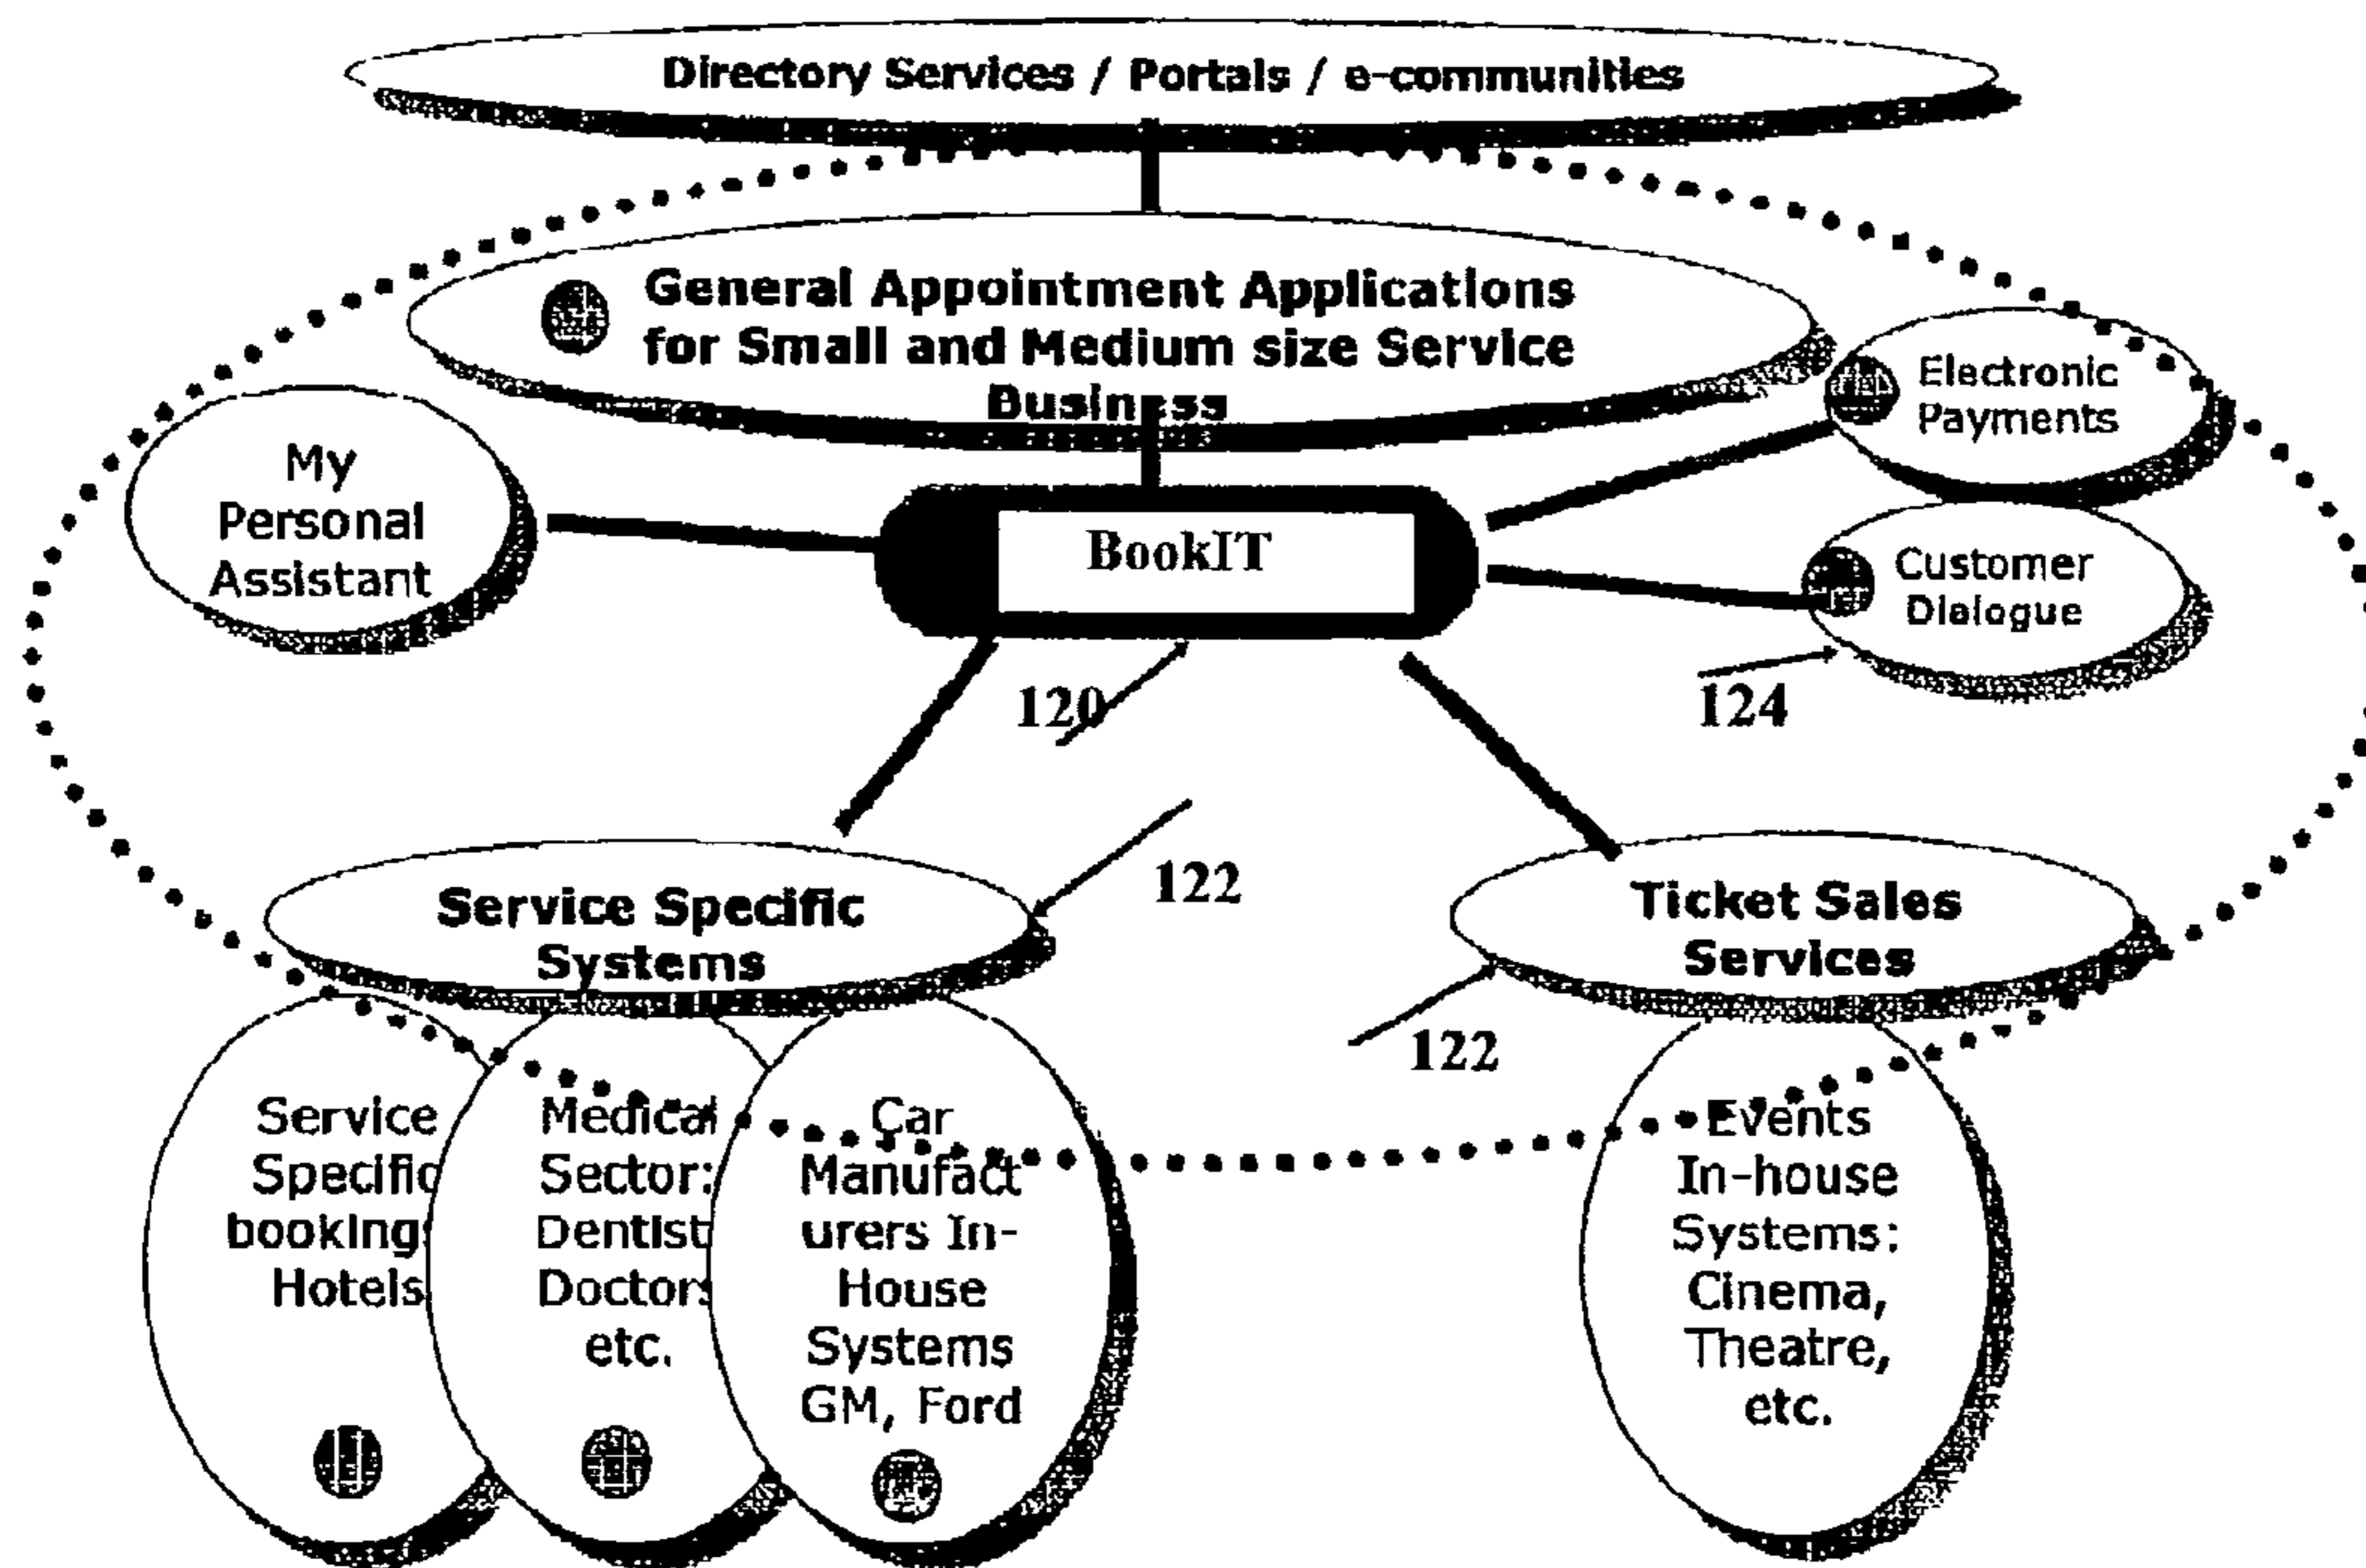 Directory Services / Portals / e-communities
General Appointment Applications
for Small and Medium size Service
Business
Electronic
Payments
My
Personal
Assistant
BookIT
Customer
Dialogue
120
124
122
Service Specific
Systems
Ticket Sales
Services
122
Service
Specific
booking
Hotels
Medical
Sector:
Dentist
Doctors
etc.
Car
Manufact
urers In-
House
Systems
GM, Ford
Events
In-house
Systems:
Cinema,
Theatre,
etc.